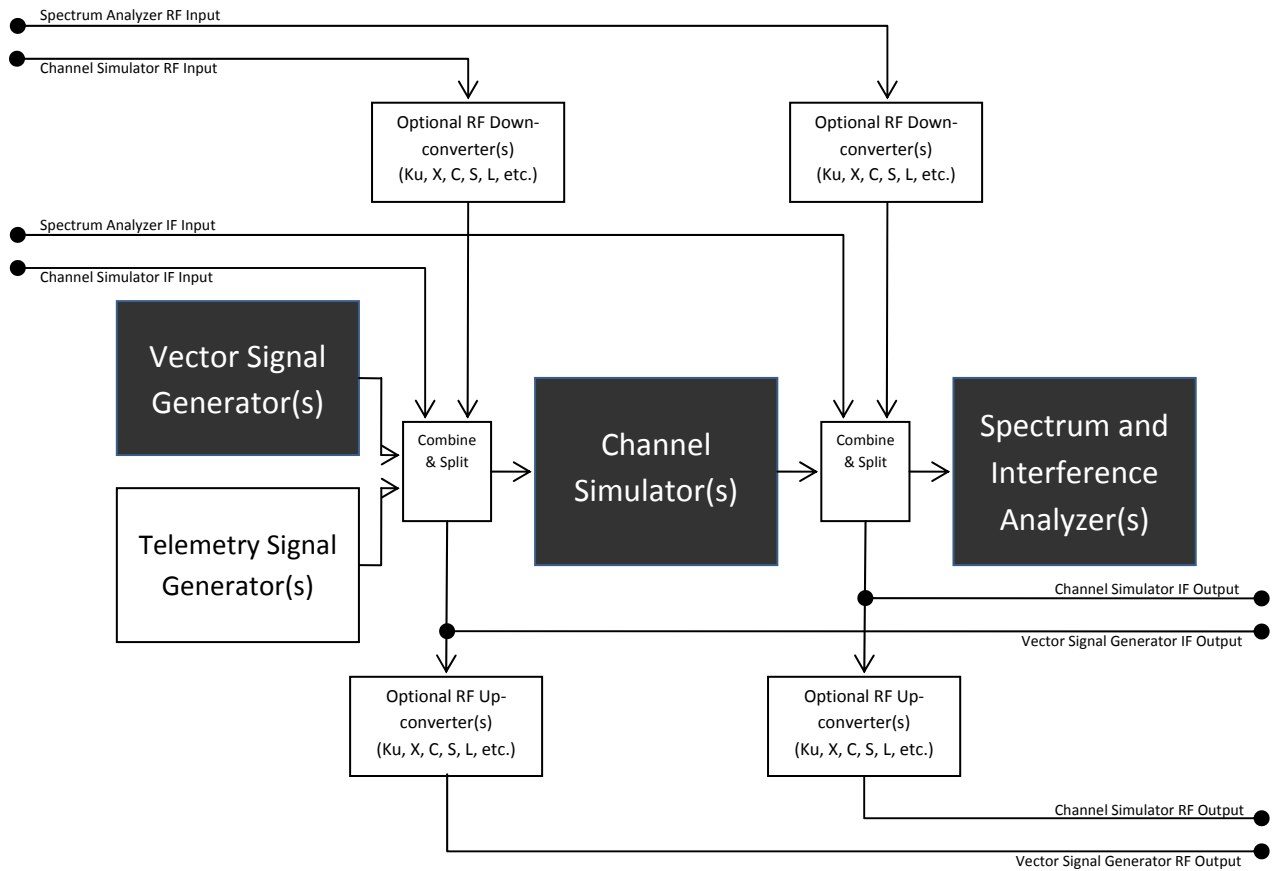 Spectrum Analyzer RF Input
Channel Simulator RF Input
Optional RF Down-
converter(s)
(Ku, X, C, S, L, etc.)
Optional RF Down-
converter(s)
(Ku, X, C, S, L, etc.)
Spectrum Analyzer IF Input
Channel Simulator IF Input
Vector Signal
Generator(s)
Telemetry Signal
Generator(s)
Combine
& Split
Channel
Simulator(s)
Combine
& Split
Spectrum and
Interference
Analyzer(s)
Channel Simulator IF Output
Vector Signal Generator IF Output
Optional RF Up-
converter(s)
(Ku, X, C, S, L, etc.)
Optional RF Up-
converter(s)
(Ku, X, C, S, L, etc.)
Channel Simulator RF Output
Vector Signal Generator RF Output